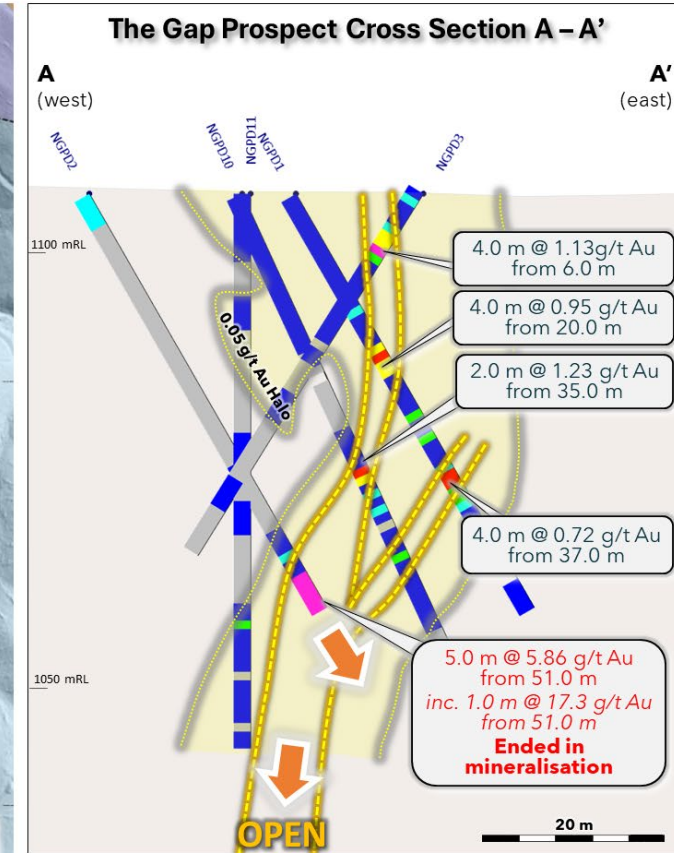 The Gap Prospect Cross Section A – A’
A
(west)
A’
(east)
NGPD2
NGPD10
NGPD11
NGPD1
NGPD3
1100 mRL
4.0 m @ 1.13g/t Au
from 6.0 m
4.0 m @ 0.95 g/t Au
from 20.0 m
0.05 g/t Au Halo
2.0 m @ 1.23 g/t Au
from 35.0 m
4.0 m @ 0.72 g/t Au
from 37.0 m
5.0 m @ 5.86 g/t Au
from 51.0 m
inc. 1.0 m @ 17.3 g/t Au
from 51.0 m
Ended in
mineralisation
1050 mRL
OPEN
20 m